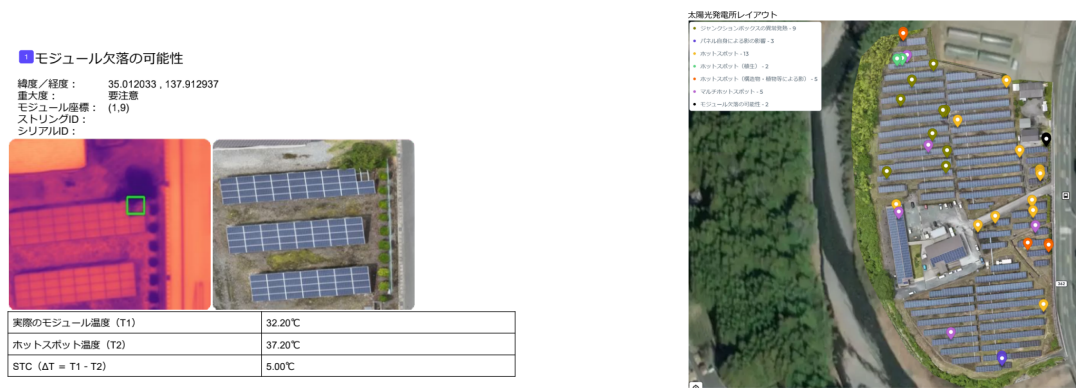 1 モジュール欠落の可能性
緯度／経度： 35.012033 , 137.912937
重大度： 要注意
モジュール座標： (1,9)
ストリングID：
シリアルID：
実際のモジュール温度（T1） 32.20℃
ホットスポット温度（T2） 37.20℃
STC（ΔT = T1 - T2） 5.00℃
太陽光発電所レイアウト
ジャンクションボックスの異常発熱 - 9
パネル自身による影の影響 - 3
ホットスポット - 13
ホットスポット（微生） - 2
ホットスポット（構造物・植物等による影） - 5
マルチホットスポット - 5
モジュール欠落の可能性 - 2
362